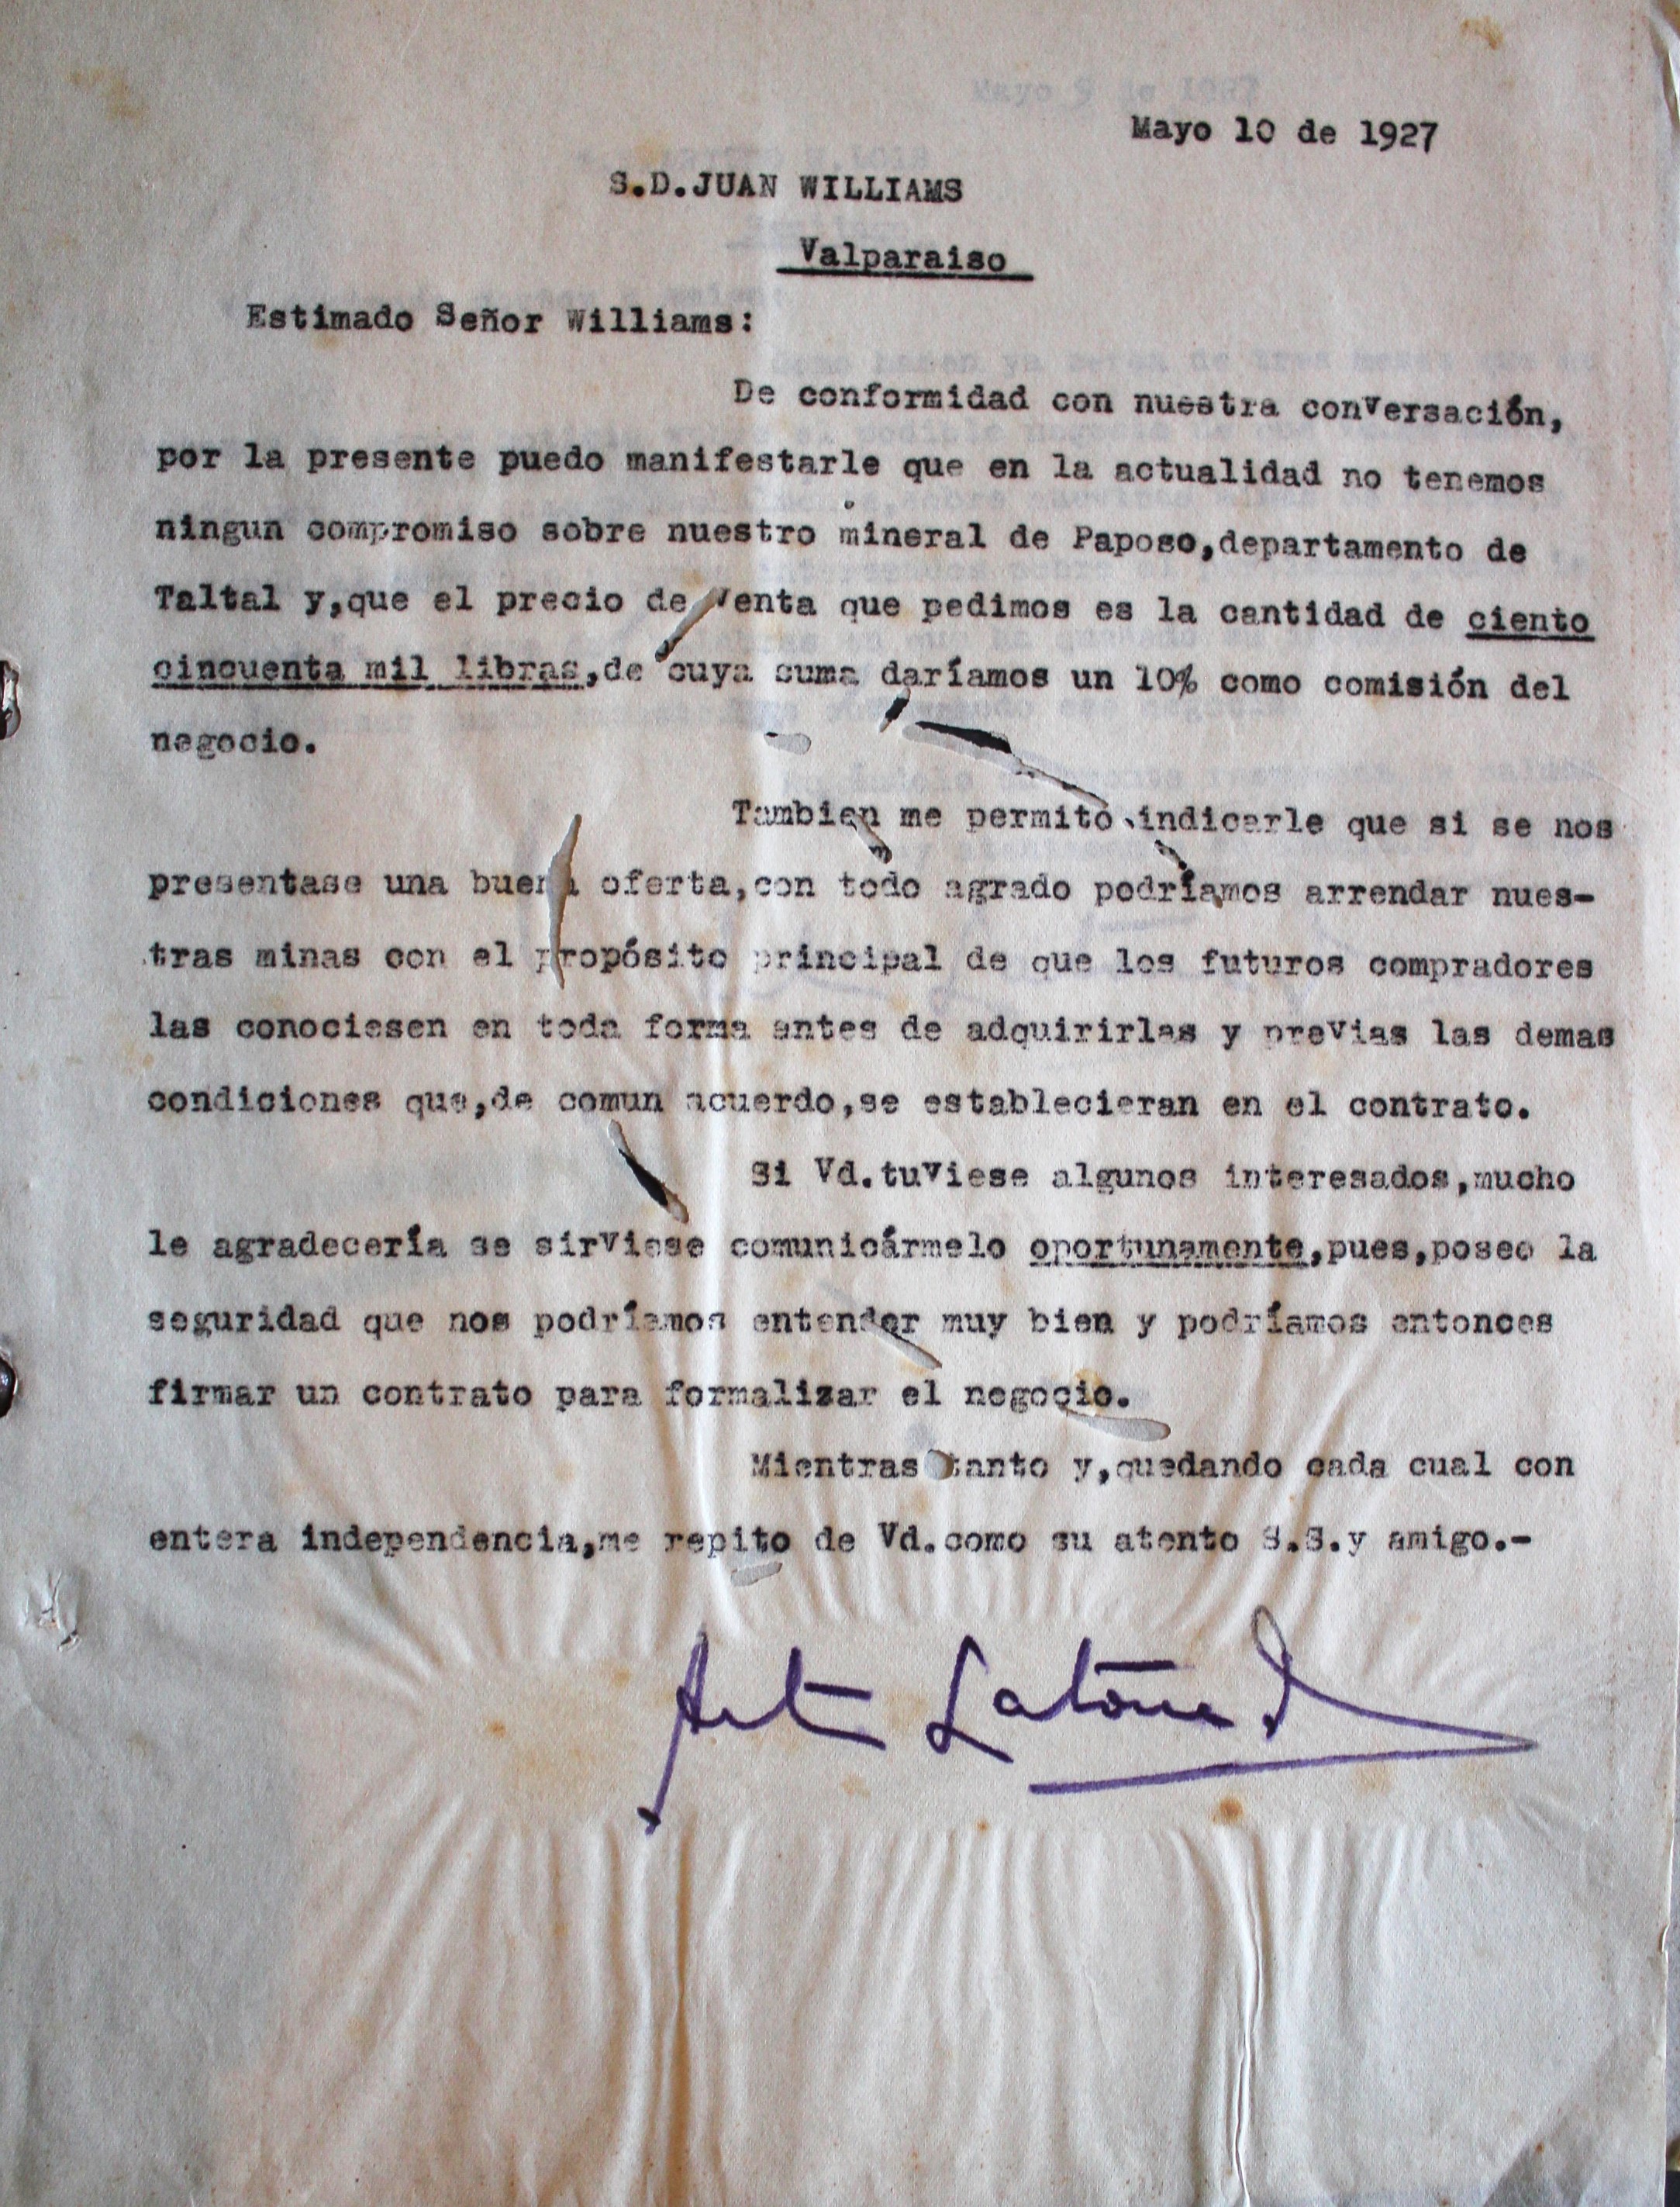 Mayo 9 de 1927
Mayo 10 de 1927
S.D.JUAN WILLIAMS
Valparaiso
Estimado Señor Williams:
De conformidad con nuestra conversación,
por la presente puedo manifestarle que en la actualidad no tenemos
ningun compromiso sobre nuestro mineral de Paposo,departamento de
Taltal y,que el precio de venta que pedimos es la cantidad de ciento
cincuenta mil libras,de cuya suma daríamos un 10% como comisión del
negocio.
Tambien me permito indicarle que si se nos
presentase una buena oferta,con todo agrado podríamos arrendar nues-
tras minas con el propósito principal de que los futuros compradores
las conociesen en toda forma antes de adquirirlas y previas las demas
condiciones que,de comun acuerdo,se establecieran en el contrato.
Si Vd.tuviese algunos interesados,mucho
le agradecería se sirviese comunicármelo oportunamente,pues,poseo la
seguridad que nos podríamos entender muy bien y podríamos entonces
firmar un contrato para formalizar el negocio.
Mientras tanto y,quedando cada cual con
entera independencia,me repito de Vd.como su atento S.S.y amigo.-